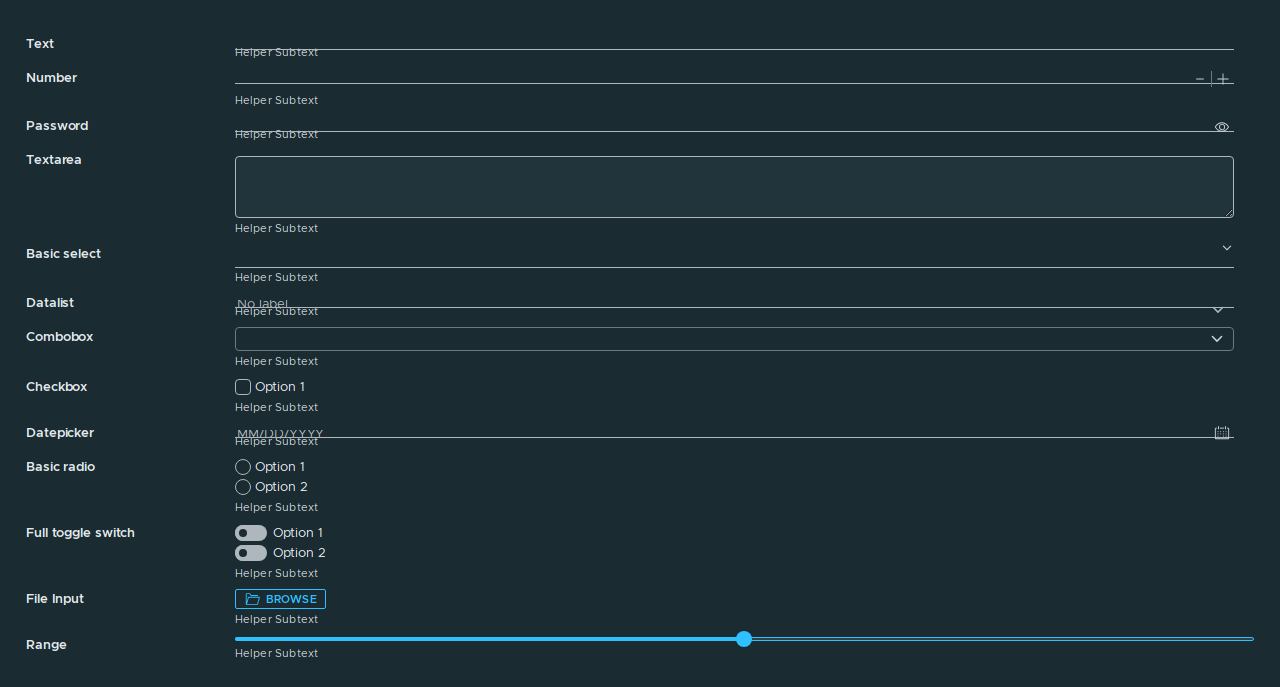 Text
Helper Subtext
Number
Helper Subtext
Password
Helper Subtext
Textarea
Helper Subtext
Basic select
Helper Subtext
Datalist No label
Helper Subtext
Combobox
Helper Subtext
Checkbox Option 1
Helper Subtext
Datepicker MM/DD/YYYY
Helper Subtext
Basic radio Option 1
Option 2
Helper Subtext
Full toggle switch Option 1
Option 2
Helper Subtext
File Input BROWSE
Helper Subtext
Range
Helper Subtext